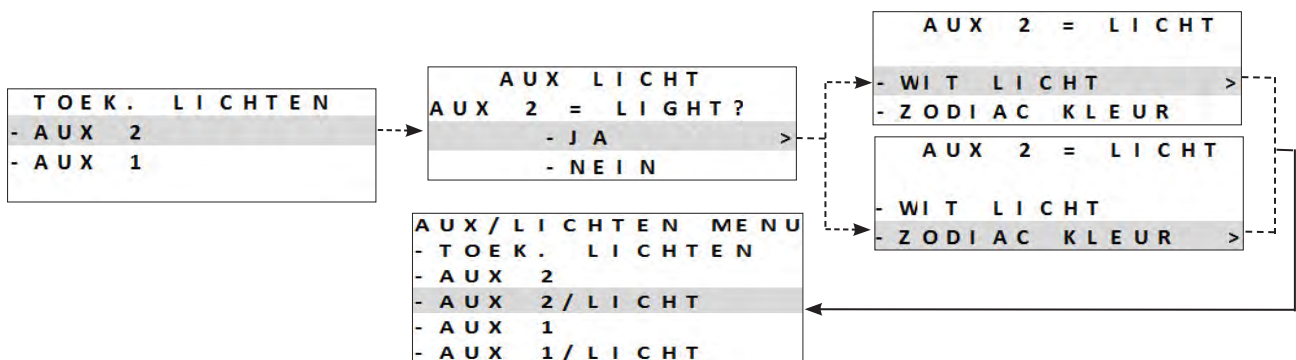 TOEK. LICHTEN
- AUX 2
- AUX 1
AUX LICHT
AUX 2 = LIGHT?
- JA >
- NEIN
AUX 2 = LICHT
- WIT LICHT >
- ZODIAC KLEUR
AUX 2 = LICHT
- WIT LICHT
- ZODIAC KLEUR >
AUX/LICHTEN MENU
- TOEK. LICHTEN
- AUX 2
- AUX 2/LICHT
- AUX 1
- AUX 1/LICHT